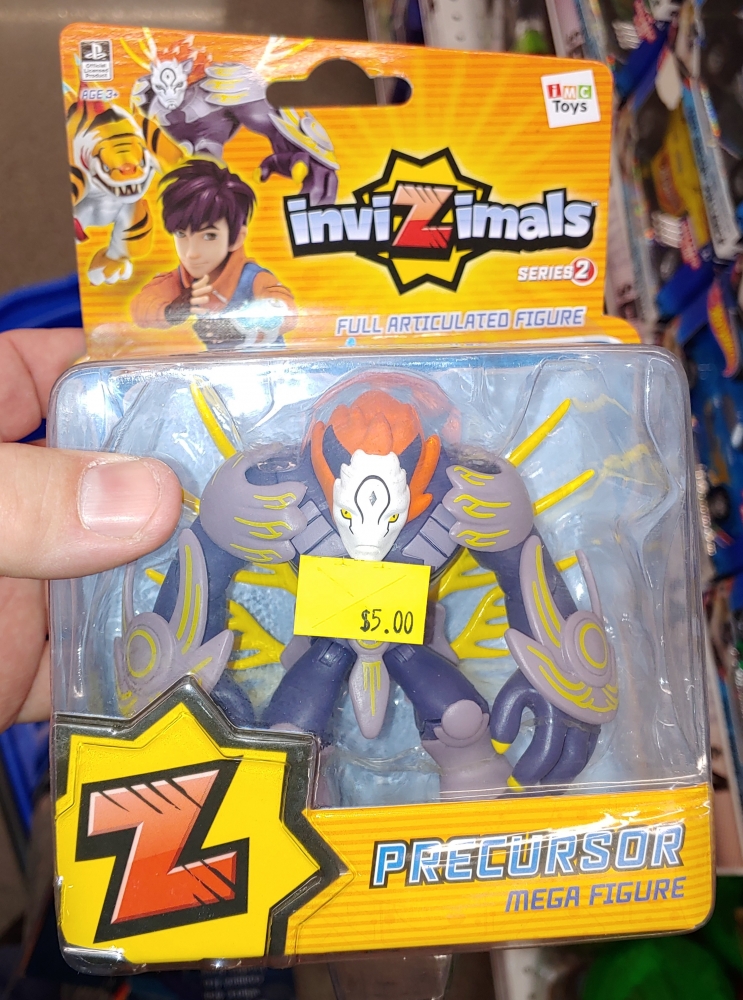 Official
Licensed
Product
AGE 3+
iMC
Toys
inviZimals
SERIES 2
FULL ARTICULATED FIGURE
$5.00
Z
PRECURSOR
MEGA FIGURE